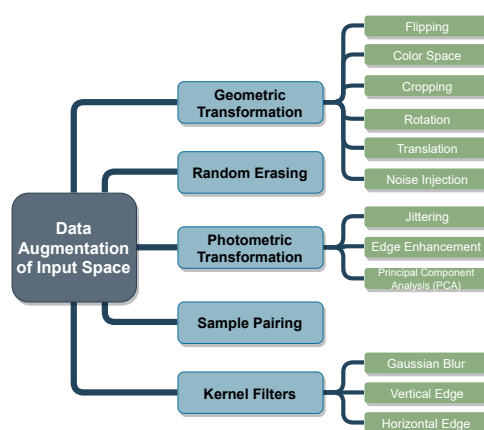 Data
Augmentation
of Input Space
Geometric
Transformation
Flipping
Color Space
Cropping
Rotation
Translation
Noise Injection
Random Erasing
Photometric
Transformation
Jittering
Edge Enhancement
Principal Component
Analysis (PCA)
Sample Pairing
Kernel Filters
Gaussian Blur
Vertical Edge
Horizontal Edge